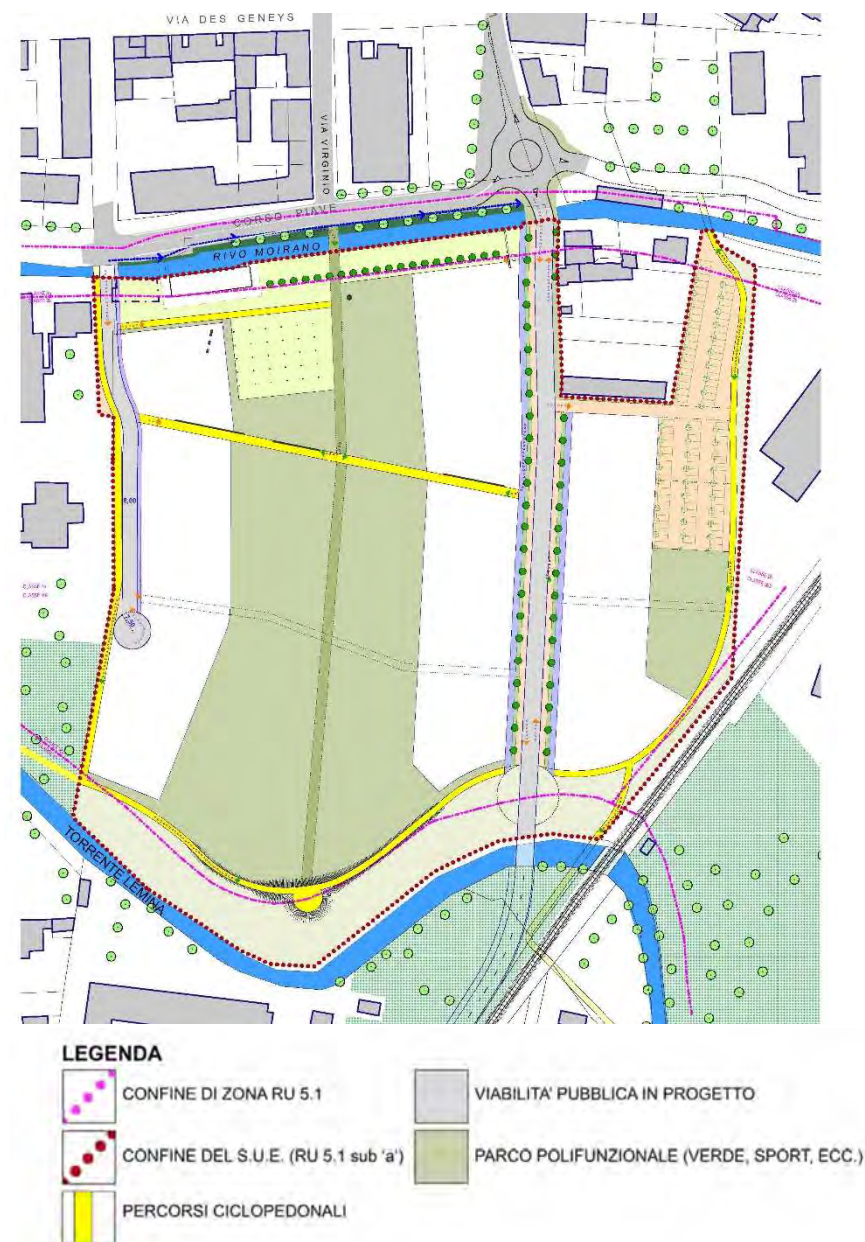 VIA DES GENEYS
VIA VIRGINIO
CORSO PIAVE
RIVO MOIRANO
TORRENTE LEMINA
LEGENDA
CONFINE DI ZONA RU 5.1
CONFINE DEL S.U.E. (RU 5.1 sub 'a')
PERCORSI CICLOPEDONALI
VIABILITA' PUBBLICA IN PROGETTO
PARCO POLIFUNZIONALE (VERDE, SPORT, ECC.)